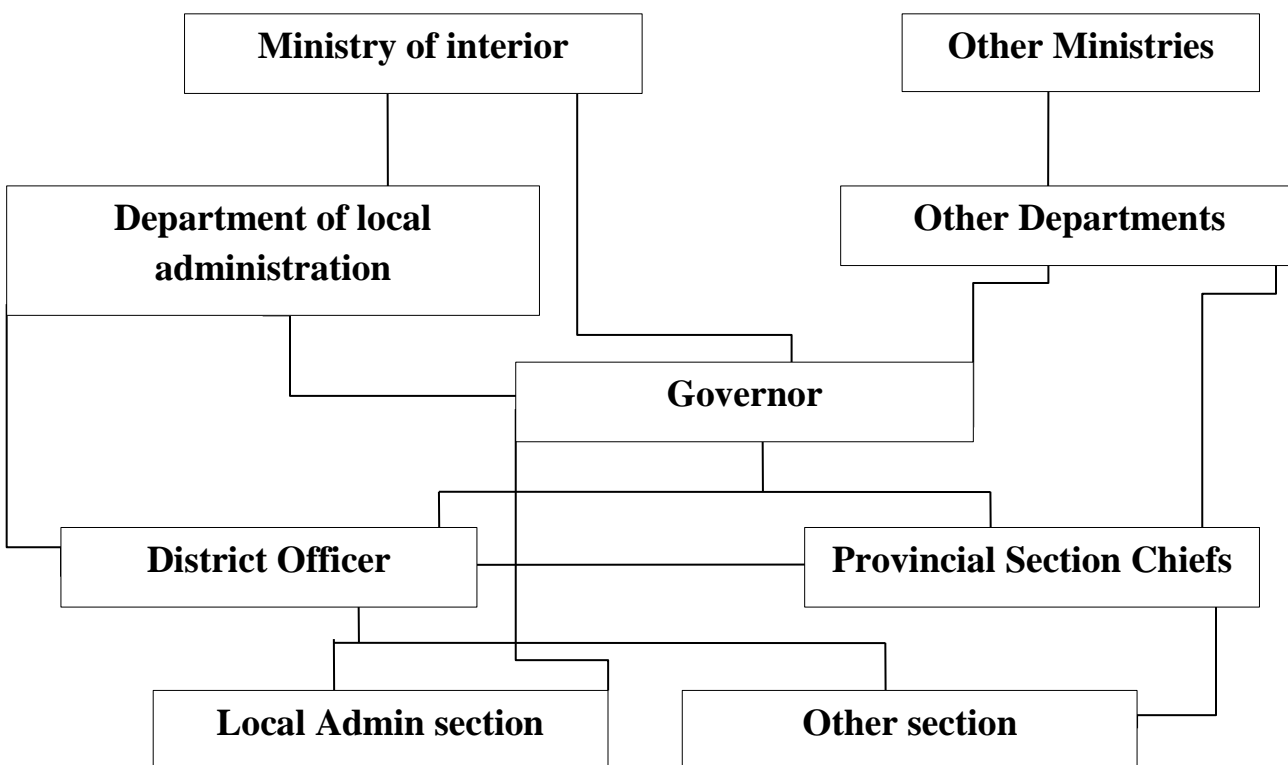 Ministry of interior
Other Ministries
Department of local
administration
Other Departments
Governor
District Officer
Provincial Section Chiefs
Local Admin section
Other section